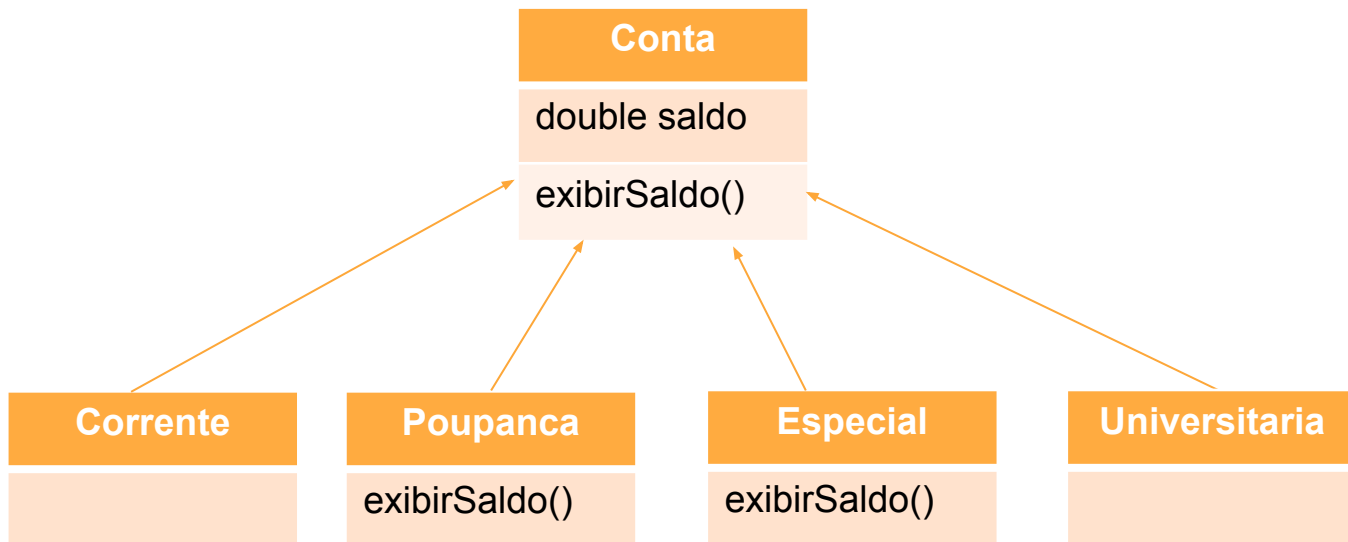 Conta
double saldo
exibirSaldo()
Corrente
Poupanca
Especial
Universitaria
exibirSaldo()
exibirSaldo()